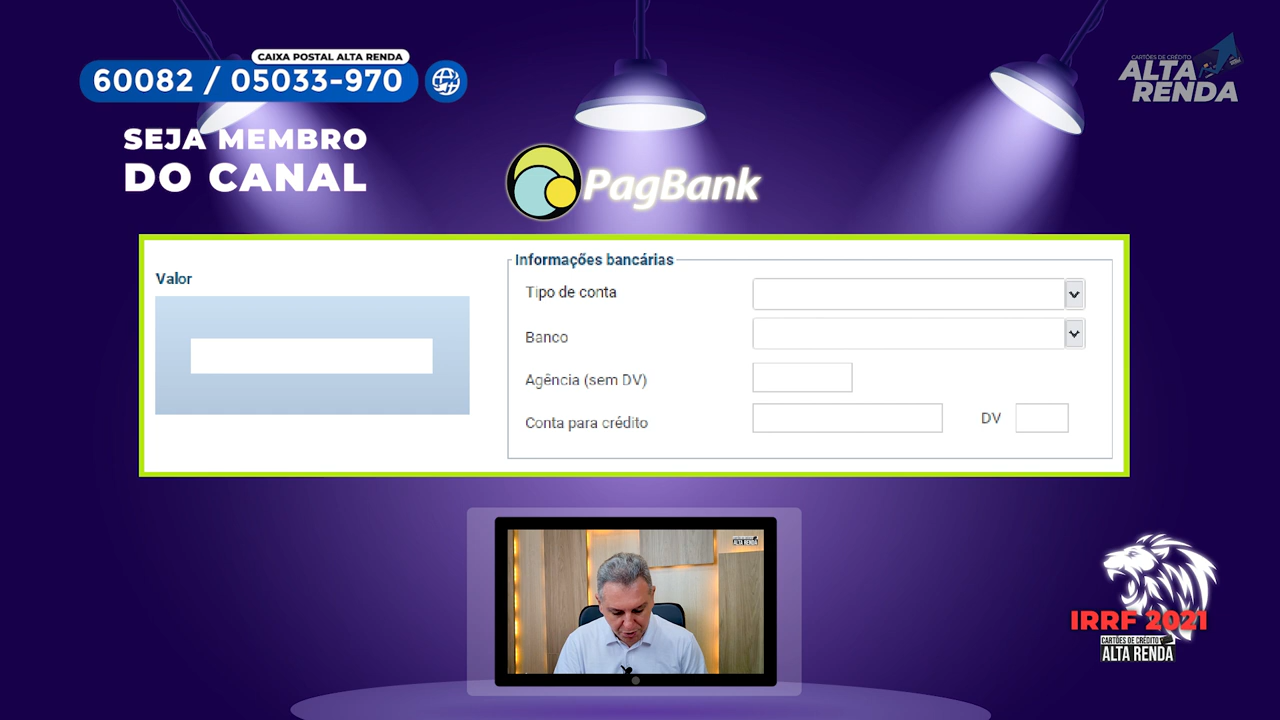 CAIXA POSTAL ALTA RENDA
60082 / 05033-970
SEJA MEMBRO
DO CANAL
CARTÕES DE CRÉDITO
ALTA
RENDA
PagBank
Valor
Informações bancárias
Tipo de conta
Banco
Agência (sem DV)
Conta para crédito
DV
ALTA RENDA
IRRF 2021
CARTÕES DE CRÉDITO
ALTA RENDA